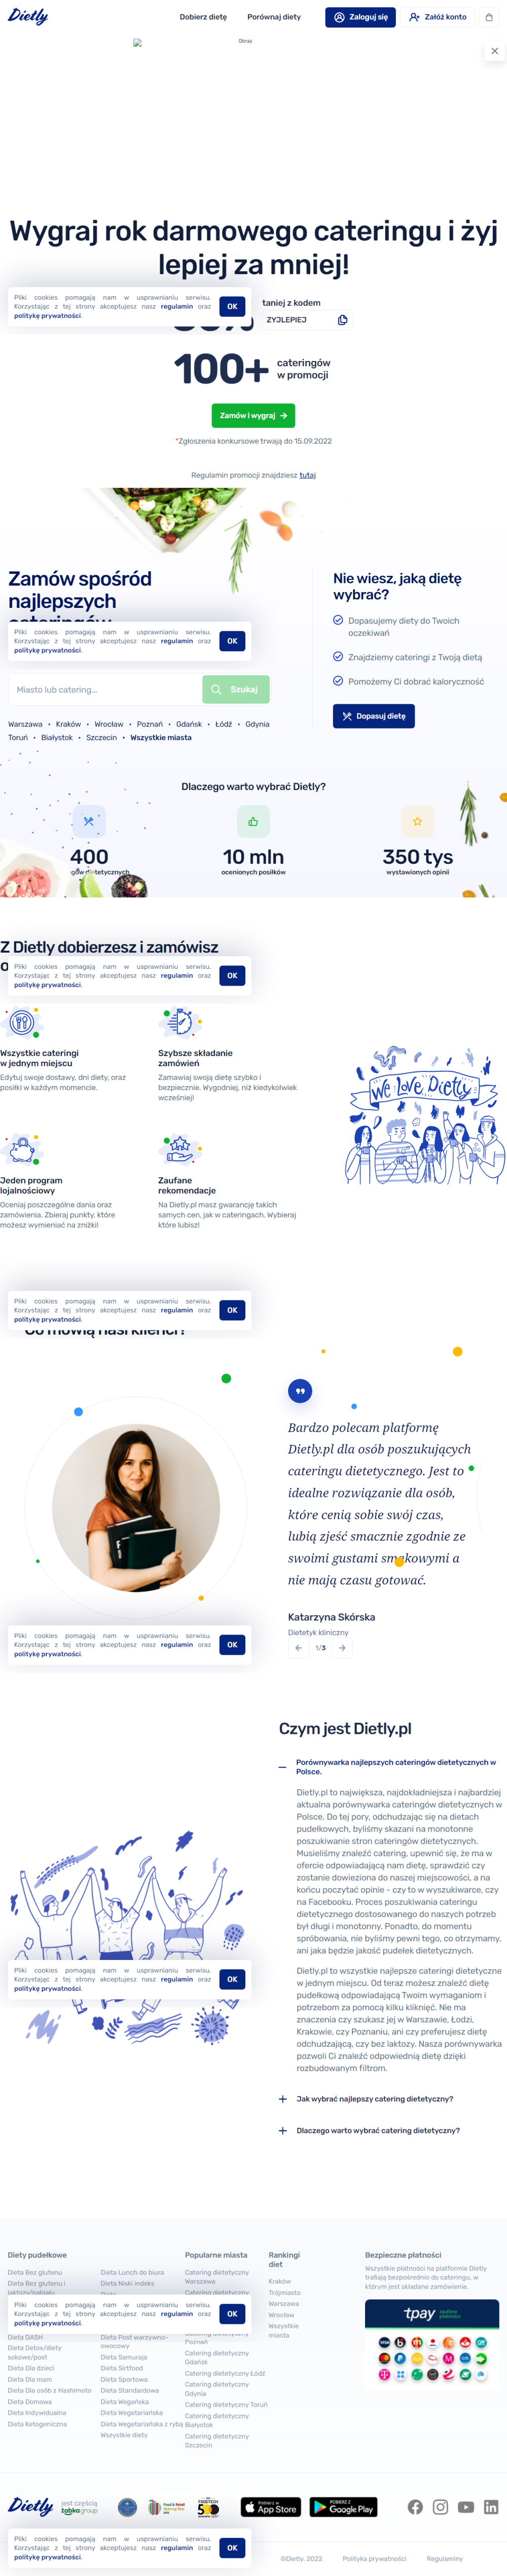 Dietly
Dobierz dietę
Porównaj diety
Zaloguj się
Załóż konto
Obraz
Wygraj rok darmowego cateringu i żyj
lepiej za mniej!
Pliki cookies pomagają nam w usprawnianiu serwisu.
Korzystając z tej strony akceptujesz nasz regulamin oraz
politykę prywatności.
OK
taniej z kodem
ZYJLEPIEJ
100+
cateringów
w promocji
Zamów i wygraj
*Zgłoszenia konkursowe trwają do 15.09.2022
Regulamin promocji znajdziesz tutaj
Zamów spośród
najlepszych
Pliki cookies pomagają nam w usprawnianiu serwisu.
Korzystając z tej strony akceptujesz nasz regulamin oraz
politykę prywatności.
OK
Miasto lub catering...
Szukaj
Warszawa • Kraków • Wrocław • Poznań • Gdańsk • Łódź • Gdynia
Toruń • Białystok • Szczecin • Wszystkie miasta
Nie wiesz, jaką dietę
wybrać?
Dopasujemy diety do Twoich
oczekiwań
Znajdziemy cateringi z Twoją dietą
Pomożemy Ci dobrać kaloryczność
Dopasuj dietę
Dlaczego warto wybrać Dietly?
400
10 mln
ocenionych posiłków
350 tys
wystawionych opinii
Z Dietly dobierzesz i zamówisz
Pliki cookies pomagają nam w usprawnianiu serwisu.
Korzystając z tej strony akceptujesz nasz regulamin oraz
politykę prywatności.
OK
Wszystkie cateringi
w jednym miejscu
Edytuj swoje dostawy, dni diety, oraz
posiłki w każdym momencie.
Szybsze składanie
zamówień
Zamawiaj swoją dietę szybko i
bezpiecznie. Wygodniej, niż kiedykolwiek
wcześniej!
We love Dietly
Jeden program
lojalnościowy
Oceniaj poszczególne dania oraz
zamówienia. Zbieraj punkty, które
możesz wymieniać na zniżki!
Zaufane
rekomendacje
Na Dietly.pl masz gwarancję takich
samych cen, jak w cateringach. Wybieraj
które lubisz!
Pliki cookies pomagają nam w usprawnianiu serwisu.
Korzystając z tej strony akceptujesz nasz regulamin oraz
politykę prywatności.
OK
Co mówią nasi klienci?
Bardzo polecam platformę
Dietly.pl dla osób poszukujących
cateringu dietetycznego. Jest to
idealne rozwiązanie dla osób,
które cenią sobie swój czas,
lubią zjeść smacznie zgodnie ze
swoimi gustami smakowymi a
nie mają czasu gotować.
Katarzyna Skórska
Dietetyk kliniczny
1/3
Pliki cookies pomagają nam w usprawnianiu serwisu.
Korzystając z tej strony akceptujesz nasz regulamin oraz
politykę prywatności.
OK
Czym jest Dietly.pl
Porównywarka najlepszych cateringów dietetycznych w
Polsce.
Dietly.pl to największa, najdokładniejsza i najbardziej
aktualna porównywarka cateringów dietetycznych w
Polsce. Do tej pory, odchudzając się na dietach
pudełkowych, byliśmy skazani na monotonne
poszukiwanie stron cateringów dietetycznych.
Musieliśmy znaleźć catering, upewnić się, że ma w
ofercie odpowiadającą nam dietę, sprawdzić czy
zostanie dowieziona do naszej miejscowości, a na
końcu poczytać opinie - czy to w wyszukiwarce, czy
na Facebooku. Proces poszukiwania cateringu
dietetycznego dostosowanego do naszych potrzeb
był długi i monotonny. Ponadto, do momentu
spróbowania, nie byliśmy pewni tego, co otrzymamy,
ani jaka będzie jakość pudełek dietetycznych.
Dietly.pl to wszystkie najlepsze cateringi dietetyczne
w jednym miejscu. Od teraz możesz znaleźć dietę
pudełkową odpowiadającą Twoim wymaganiom i
potrzebom za pomocą kilku kliknięć. Nie ma
znaczenia czy szukasz jej w Warszawie, Łodzi,
Krakowie, czy Poznaniu, ani czy preferujesz dietę
odchudzającą, czy bez laktozy. Nasza porównywarka
pozwoli Ci znaleźć odpowiednią dietę dzięki
rozbudowanym filtrom.
Pliki cookies pomagają nam w usprawnianiu serwisu.
Korzystając z tej strony akceptujesz nasz regulamin oraz
politykę prywatności.
OK
Jak wybrać najlepszy catering dietetyczny?
Dlaczego warto wybrać catering dietetyczny?
Diety pudełkowe
Dieta Bez glutenu
Dieta Bez glutenu i
laktozy/nabiału
Dieta Lunch do biura
Dieta Niski indeks
Pliki cookies pomagają nam w usprawnianiu serwisu.
Korzystając z tej strony akceptujesz nasz regulamin oraz
politykę prywatności.
OK
Dieta DASH
Dieta Detox/diety
sokowe/post
Dieta Dla dzieci
Dieta Dla mam
Dieta Dla osób z Hashimoto
Dieta Domowa
Dieta Indywidualna
Dieta Ketogeniczna
Dieta Post warzywno-
owocowy
Dieta Samuraja
Dieta Sirtfood
Dieta Sportowa
Dieta Standardowa
Dieta Wegańska
Dieta Wegetariańska
Dieta Wegetariańska z rybą
Wszystkie diety
Popularne miasta
Catering dietetyczny
Warszawa
Catering dietetyczny
Catering dietetyczny
Poznań
Catering dietetyczny
Gdańsk
Catering dietetyczny Łódź
Catering dietetyczny
Gdynia
Catering dietetyczny Toruń
Catering dietetyczny
Białystok
Catering dietetyczny
Szczecin
Rankingi
diet
Kraków
Trójmiasto
Warszawa
Wrocław
Wszystkie
miasta
Bezpieczne płatności
Wszystkie płatności na platformie Dietly
trafiają bezpośrednio do cateringu, w
którym jest składane zamówienie.
tpay
Dietly
jest częścią
żabka group
FOODTECH
500
Pobierz w
App Store
POBIERZ Z
Google Play
Pliki cookies pomagają nam w usprawnianiu serwisu.
Korzystając z tej strony akceptujesz nasz regulamin oraz
politykę prywatności.
OK
©Dietly. 2022
Polityka prywatności
Regulaminy